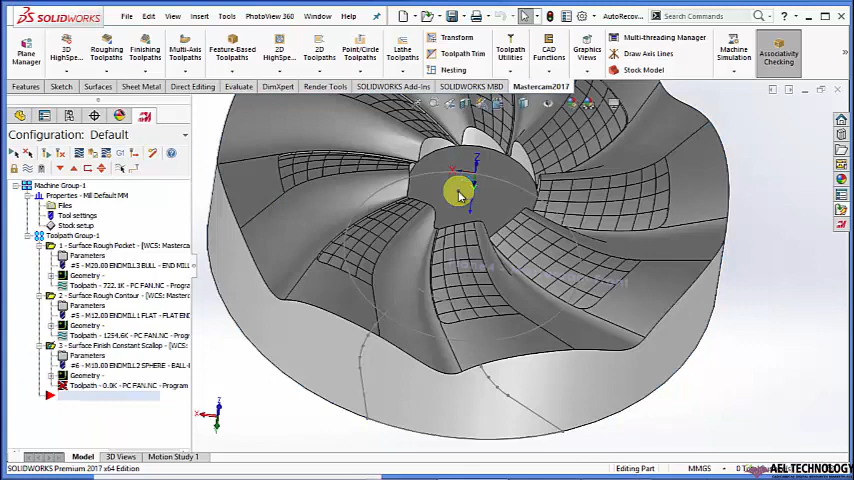 SOLIDWORKS File Edit View Insert Tools PhotoView 360 Window AutoRecov... Search Commands
Plane Manager
3D HighSpe...
Roughing Toolpaths
Finishing Toolpaths
Multi-Axis Toolpaths
Feature-Based Toolpaths
2D HighSpe...
2D Toolpaths
Point/Circle Toolpaths
Lathe Toolpaths
Transform
Toolpath Trim
Nesting
Toolpath Utilities
CAD Functions
Graphics Views
Multi-threading Manager
Draw Axis Lines
Stock Model
Machine Simulation
Associativity Checking
Features Sketch Surfaces Sheet Metal Direct Editing Evaluate DimXpert Render Tools SOLIDWORKS Add-Ins SOLIDWORKS MBD Mastercam2017
Configuration: Default
G1
Machine Group-1
Properties - Mill Default MM
Files
Tool settings
Stock setup
Toolpath Group-1
1 - Surface Rough Pocket - [WCS: Masterca
Parameters
#5 - M20.00 ENDMILL3 BULL - END MIL
Geometry -
Toolpath - 722.1K - PC FAN.NC - Progra
2 - Surface Rough Contour - [WCS: Maste
Parameters
#5 - M12.00 ENDMILL1 FLAT - FLAT EN
Geometry -
Toolpath - 1254.6K - PC FAN.NC - Progr
3 - Surface Finish Constant Scallop - [WCS
Parameters
#6 - M10.00 ENDMILL2 SPHERE - BALL-
Geometry -
Toolpath - 0.0K - PC FAN.NC - Program
Z
X
Z
X
Model 3D Views Motion Study 1
SOLIDWORKS Premium 2017 x64 Edition Editing Part MMGS
AEL TECHNOLOGY